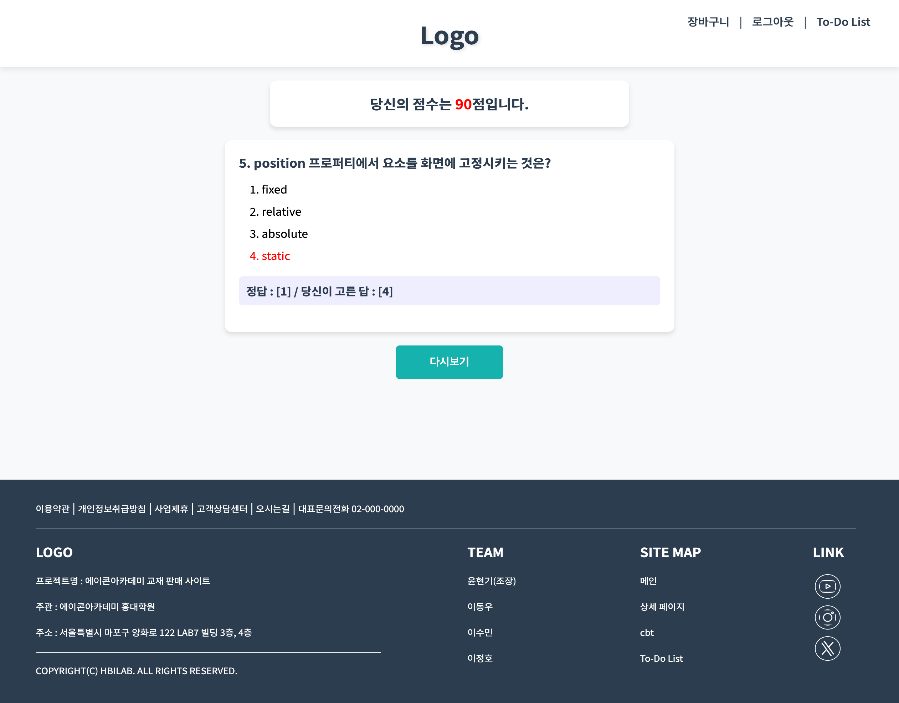 장바구니 | 로그아웃 | To-Do List
Logo
당신의 점수는 90점입니다.
5. position 프로퍼티에서 요소를 화면에 고정시키는 것은?
1. fixed
2. relative
3. absolute
4. static
정답 : [1] / 당신이 고른 답 : [4]
다시보기
이용약관 | 개인정보취급방침 | 사업제휴 | 고객상담센터 | 오시는길 | 대표문의전화 02-000-0000
LOGO
프로젝트명 : 에이콘아카데미 교재 판매 사이트
주관 : 에이콘아카데미 홍대학원
주소 : 서울특별시 마포구 양화로 122 LAB7 빌딩 3층, 4층
COPYRIGHT(C) HBILAB. ALL RIGHTS RESERVED.
TEAM
윤현기(조장)
이동우
이수민
이정호
SITE MAP
메인
상세 페이지
cbt
To-Do List
LINK